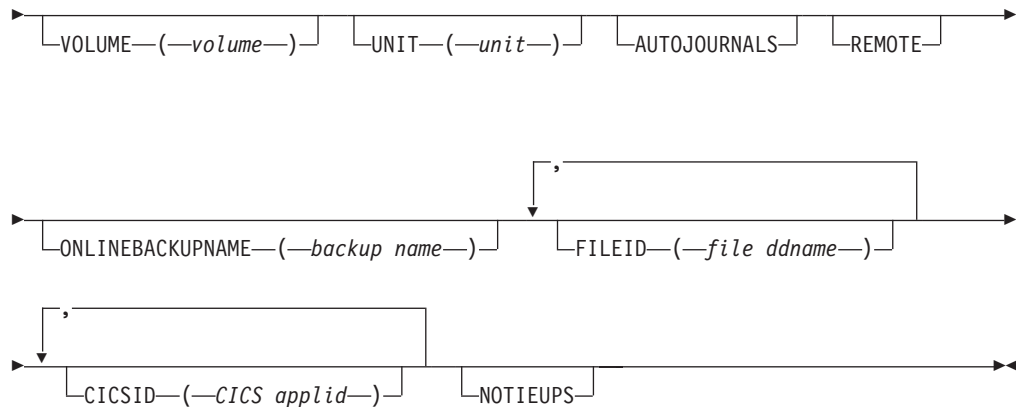 VOLUME ( volume ) UNIT ( unit ) AUTOJOURNALS REMOTE
,
ONLINEBACKUPNAME ( backup name ) FILEID ( file ddname )
,
CICSID ( CICS applid ) NOTIEUPS